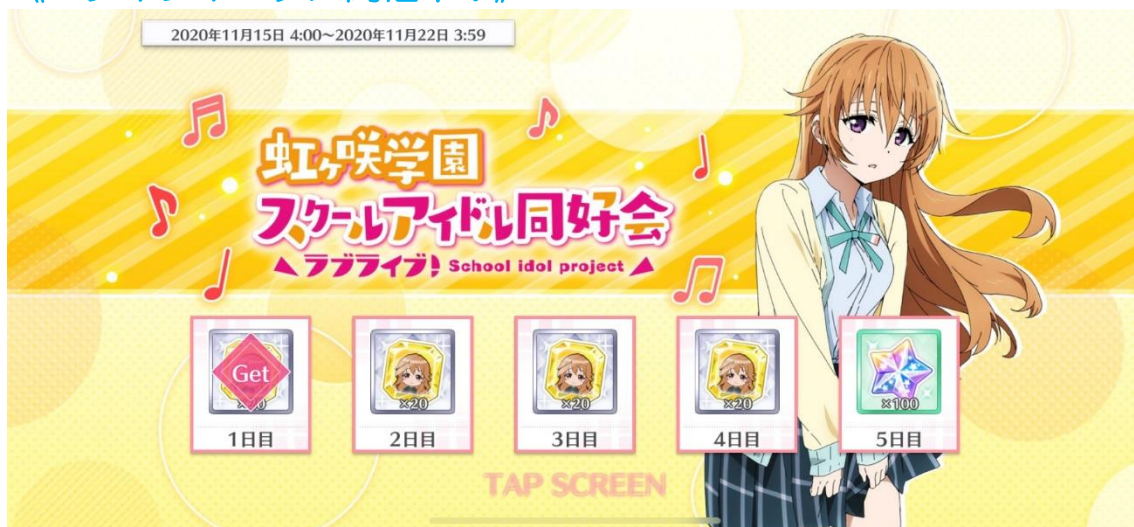 2020年11月15日 4:00~2020年11月22日 3:59
虹ヶ咲学園
スクールアイドル同好会
ラブライブ! School idol project
Get
×20
×20
×20
×100
1日目
2日目
3日目
4日目
5日目
TAP SCREEN